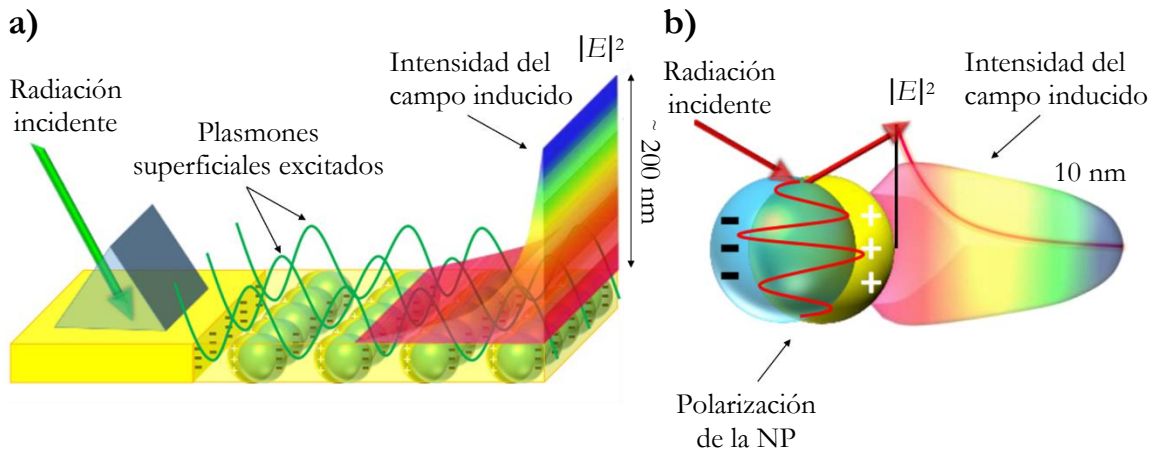 a)
Radiación
incidente
Plasmones
superficiales excitados
Intensidad del
campo inducido
|E|²
~ 200 nm
b)
Radiación
incidente
|E|²
Intensidad del
campo inducido
10 nm
Polarización
de la NP